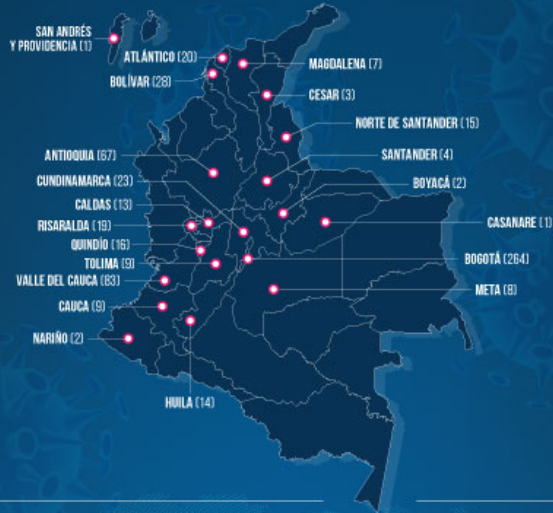 SAN ANDRÉS
Y PROVIDENCIA (1)
ATLÁNTICO (20)
BOLÍVAR (28)
MAGDALENA (7)
CESAR (3)
NORTE DE SANTANDER (15)
ANTIOQUIA (67)
SANTANDER (4)
CUNDINAMARCA (23)
BOYACÁ (2)
CALDAS (13)
RISARALDA (19)
CASANARE (1)
QUINDÍO (16)
TOLIMA (9)
BOGOTÁ (264)
VALLE DEL CAUCA (83)
META (8)
CAUCA (9)
NARIÑO (2)
HUILA (14)